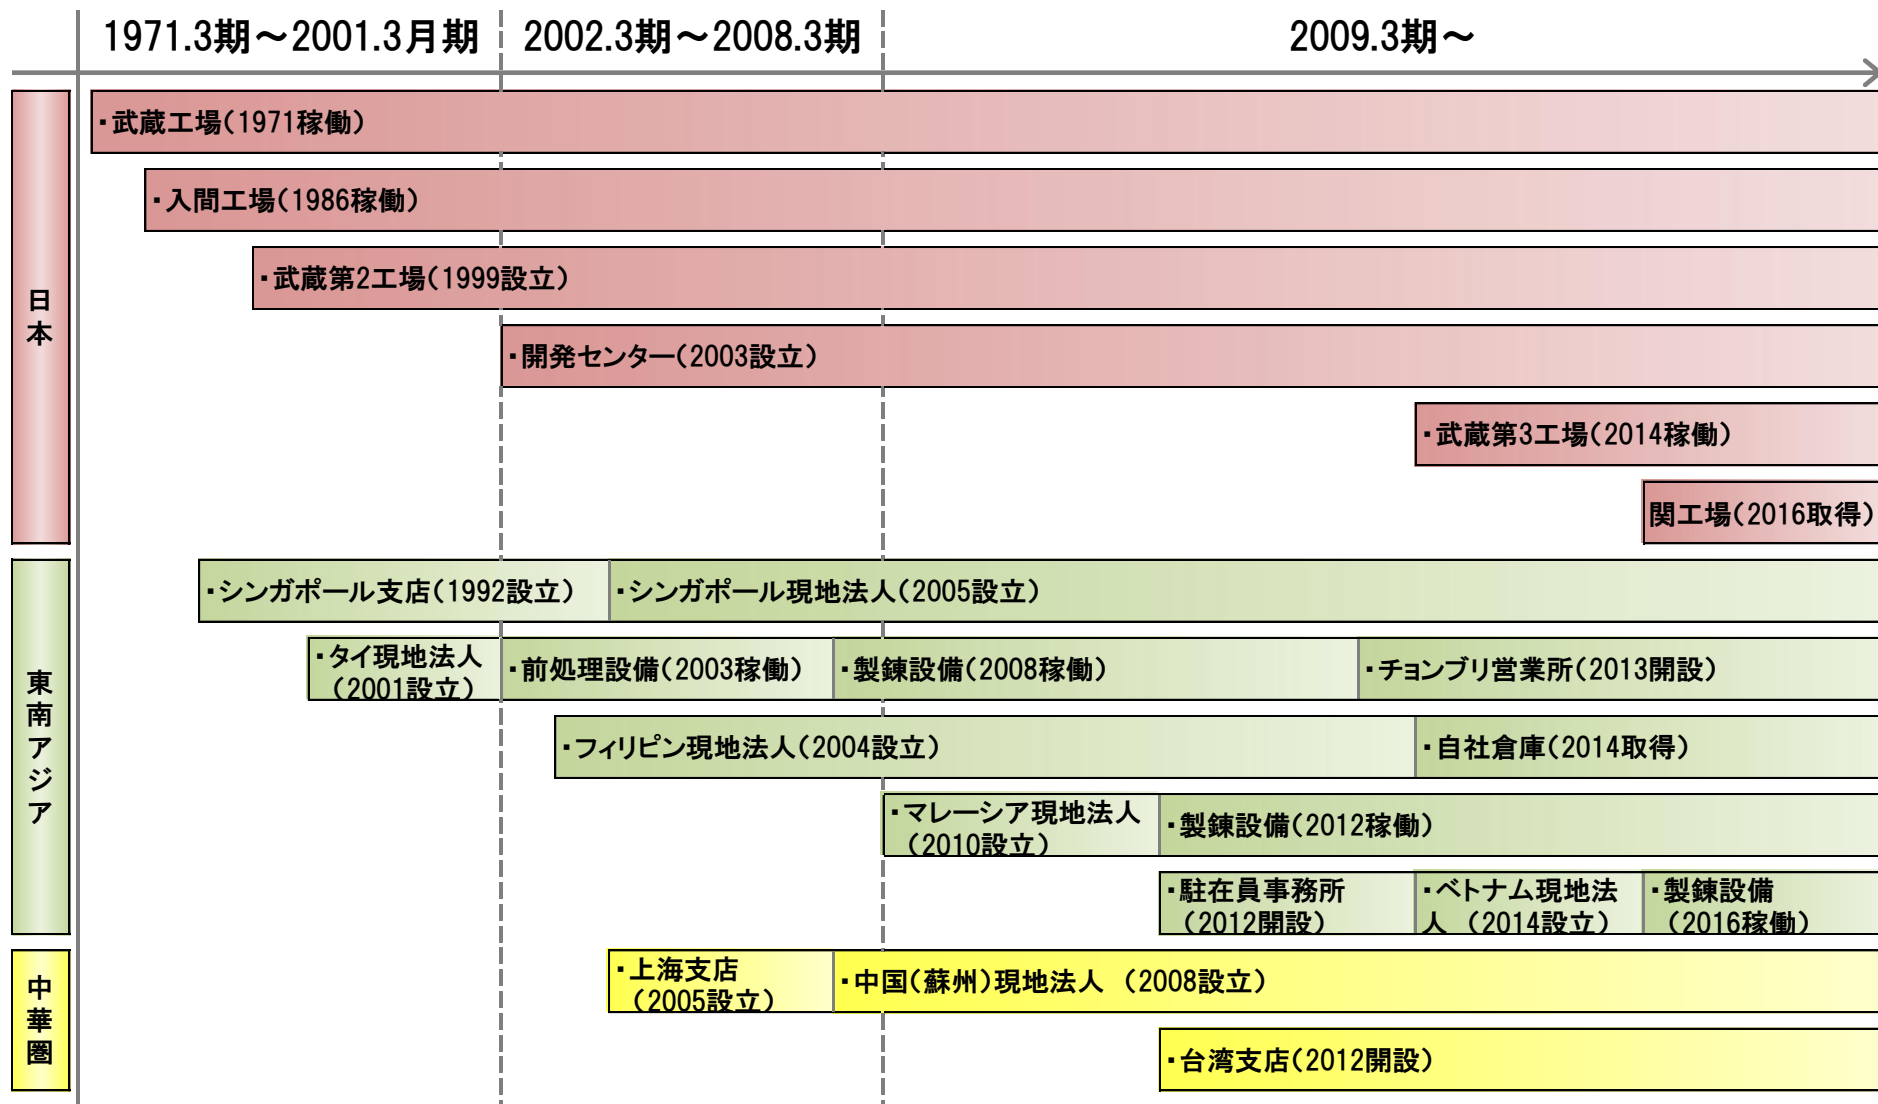 1971.3期～2001.3月期
2002.3期～2008.3期
2009.3期～
日本
・武蔵工場(1971稼働)
・入間工場(1986稼働)
・武蔵第2工場(1999設立)
・開発センター(2003設立)
・武蔵第3工場(2014稼働)
関工場(2016取得)
東南アジア
・シンガポール支店(1992設立)
・シンガポール現地法人(2005設立)
・タイ現地法人
(2001設立)
・前処理設備(2003稼働)
・製錬設備(2008稼働)
・チョンブリ営業所(2013開設)
・フィリピン現地法人(2004設立)
・自社倉庫(2014取得)
・マレーシア現地法人
(2010設立)
・製錬設備(2012稼働)
・駐在員事務所
(2012開設)
・ベトナム現地法
人 (2014設立)
・製錬設備
(2016稼働)
中華圏
・上海支店
(2005設立)
・中国(蘇州)現地法人 (2008設立)
・台湾支店(2012開設)